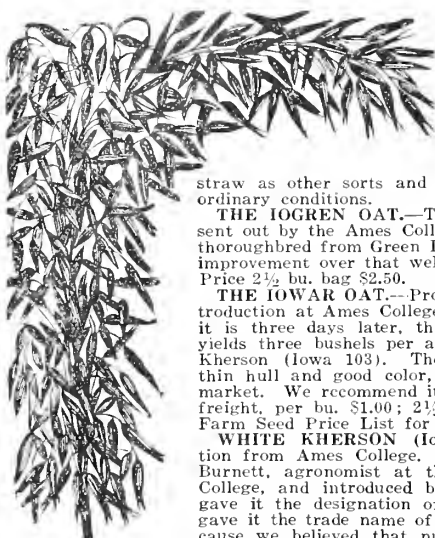 straw as other sorts and
ordinary conditions.
THE IOGREN OAT.—T
sent out by the Ames Coll
thoroughbred from Green
improvement over that wel
Price 2½ bu. bag $2.50.
THE IOWAR OAT.--Pro
troduction at Ames College
it is three days later, th
yields three bushels per a
Kherson (Iowa 103). The
thin hull and good color,
market. We recommend it
freight, per bu. $1.00; 2½
Farm Seed Price List for
WHITE KHERSON (Io
tion from Ames College.
Burnett, agronomist at th
College, and introduced b
gave it the designation of
gave it the trade name of
cause we believed that pu